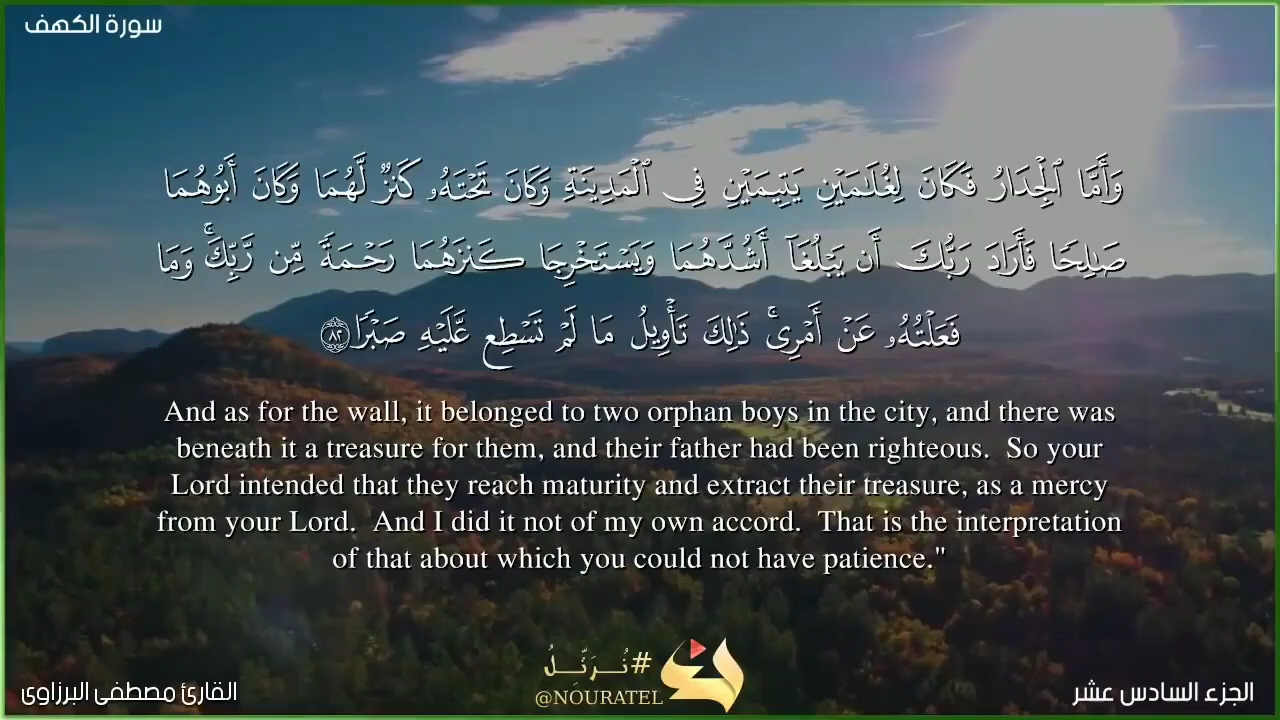 سورة الكهف
وَأَمَّا ٱلْجِدَارُ فَكَانَ لِغُلَـٰمَيْنِ يَتِيمَيْنِ فِى ٱلْمَدِينَةِ وَكَانَ تَحْتَهُۥ كَنزٌ لَّهُمَا وَكَانَ أَبُوهُمَا
صَـٰلِحًا فَأَرَادَ رَبُّكَ أَن يَبْلُغَآ أَشُدَّهُمَا وَيَسْتَخْرِجَا كَنزَهُمَا رَحْمَةً مِّن رَّبِّكَ ۚ وَمَا
فَعَلْتُهُۥ عَنْ أَمْرِى ۚ ذَٰلِكَ تَأْوِيلُ مَا لَمْ تَسْطِع عَّلَيْهِ صَبْرًا ٨٢
And as for the wall, it belonged to two orphan boys in the city, and there was
beneath it a treasure for them, and their father had been righteous.  So your
Lord intended that they reach maturity and extract their treasure, as a mercy
from your Lord.  And I did it not of my own accord.  That is the interpretation
of that about which you could not have patience."
#نُرَتِّلُ
@NOURATEL
الجزء السادس عشر
القارئ مصطفى البرزاوى